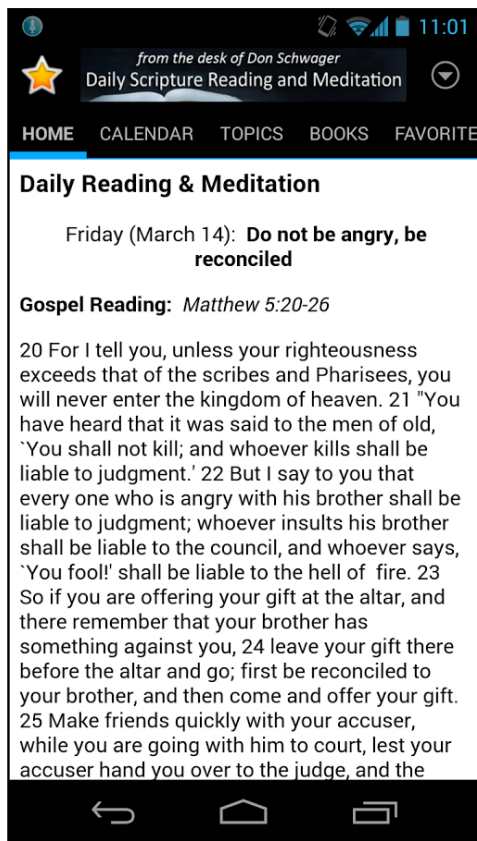 11:01
from the desk of Don Schwager
Daily Scripture Reading and Meditation
HOME CALENDAR TOPICS BOOKS FAVORITE
Daily Reading & Meditation
Friday (March 14): Do not be angry, be
reconciled
Gospel Reading: Matthew 5:20-26
20 For I tell you, unless your righteousness
exceeds that of the scribes and Pharisees, you
will never enter the kingdom of heaven. 21 "You
have heard that it was said to the men of old,
`You shall not kill; and whoever kills shall be
liable to judgment.' 22 But I say to you that
every one who is angry with his brother shall be
liable to judgment; whoever insults his brother
shall be liable to the council, and whoever says,
`You fool!' shall be liable to the hell of  fire. 23
So if you are offering your gift at the altar, and
there remember that your brother has
something against you, 24 leave your gift there
before the altar and go; first be reconciled to
your brother, and then come and offer your gift.
25 Make friends quickly with your accuser,
while you are going with him to court, lest your
accuser hand you over to the judge, and the